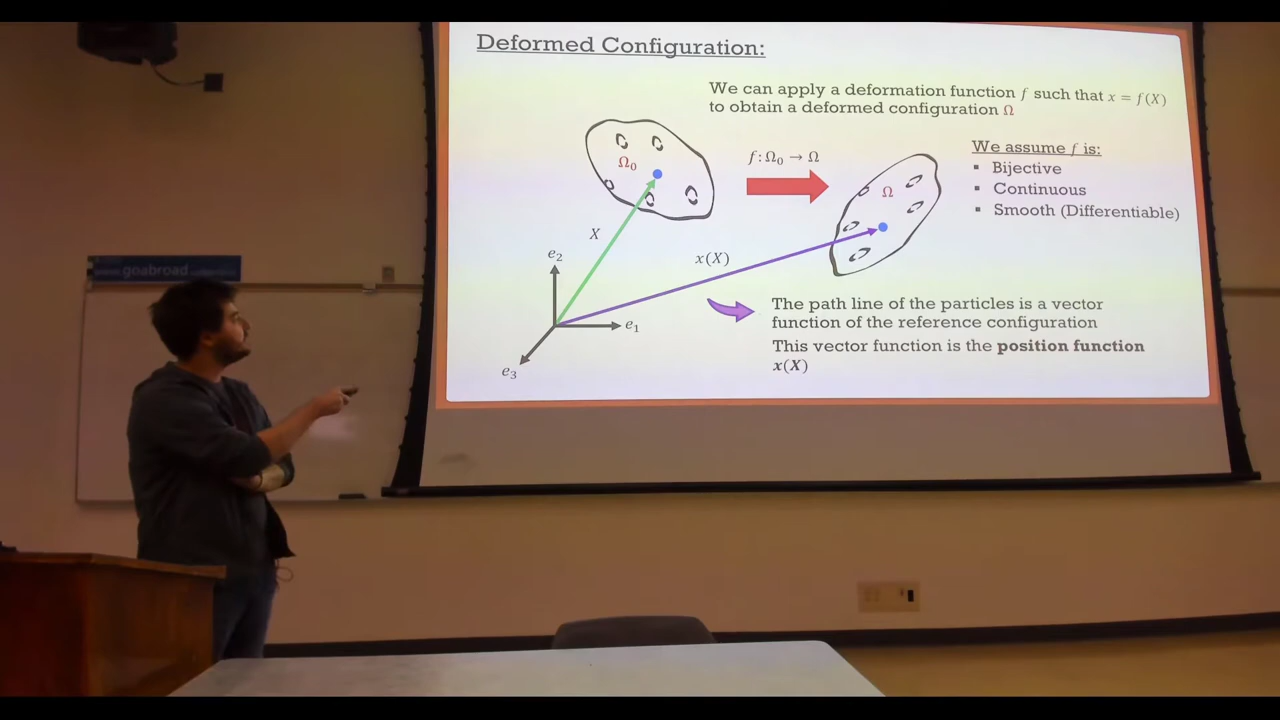 Deformed Configuration:
We can apply a deformation function f such that x = f(X)
to obtain a deformed configuration Ω
We assume f is:
▪ Bijective
▪ Continuous
▪ Smooth (Differentiable)
Ω₀
f: Ω₀ → Ω
Ω
X
x(X)
e₂
e₁
e₃
The path line of the particles is a vector
function of the reference configuration
This vector function is the position function
x(X)
goabroad